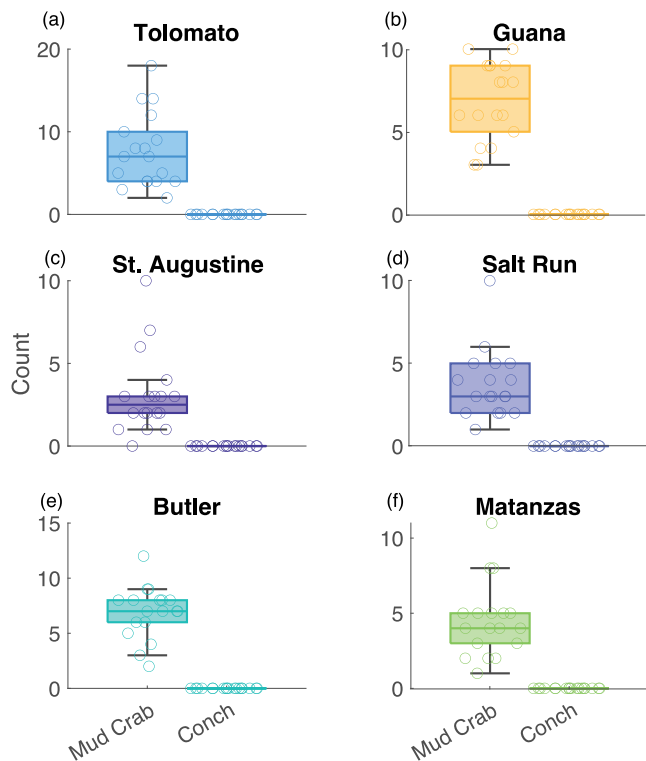 (a)
Tolomato
20
10
0
(b)
Guana
10
5
0
(c)
St. Augustine
10
5
0
(d)
Salt Run
10
5
0
Count
(e)
Butler
15
10
5
0
Mud Crab
Conch
(f)
Matanzas
10
5
0
Mud Crab
Conch